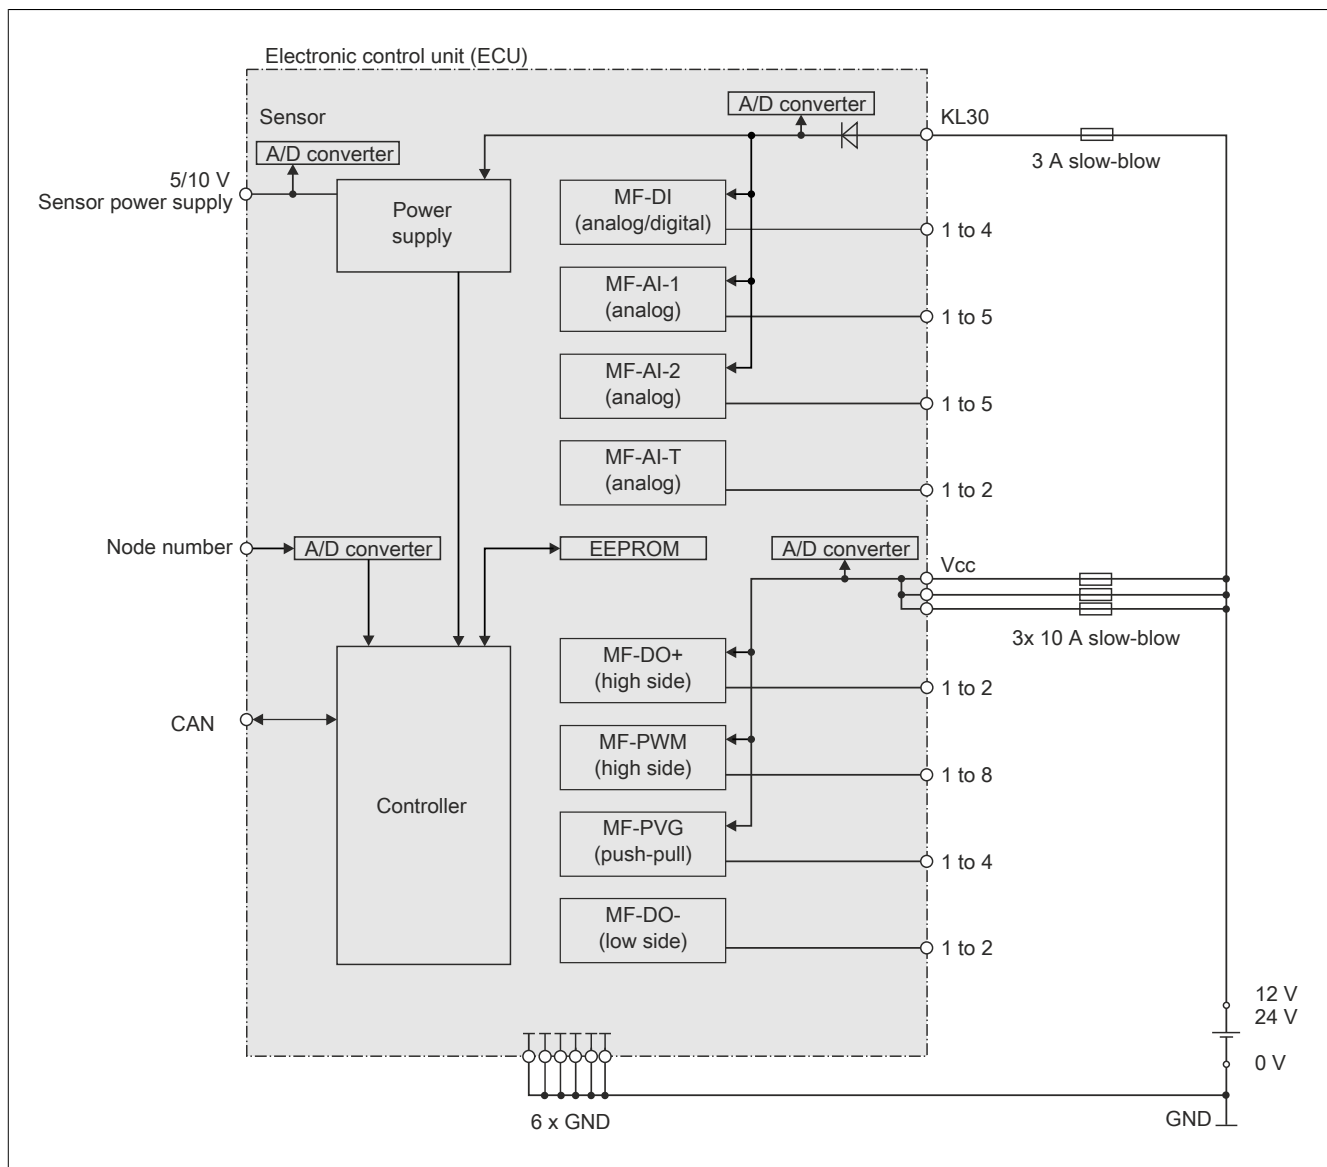 Electronic control unit (ECU)
A/D converter
KL30
Sensor
A/D converter
3 A slow-blow
5/10 V
Sensor power supply
Power
supply
MF-DI
(analog/digital)
1 to 4
MF-AI-1
(analog)
1 to 5
MF-AI-2
(analog)
1 to 5
MF-AI-T
(analog)
1 to 2
Node number
A/D converter
EEPROM
A/D converter
Vcc
3x 10 A slow-blow
MF-DO+
(high side)
1 to 2
CAN
MF-PWM
(high side)
1 to 8
Controller
MF-PVG
(push-pull)
1 to 4
MF-DO-
(low side)
1 to 2
12 V
24 V
0 V
6 x GND
GND